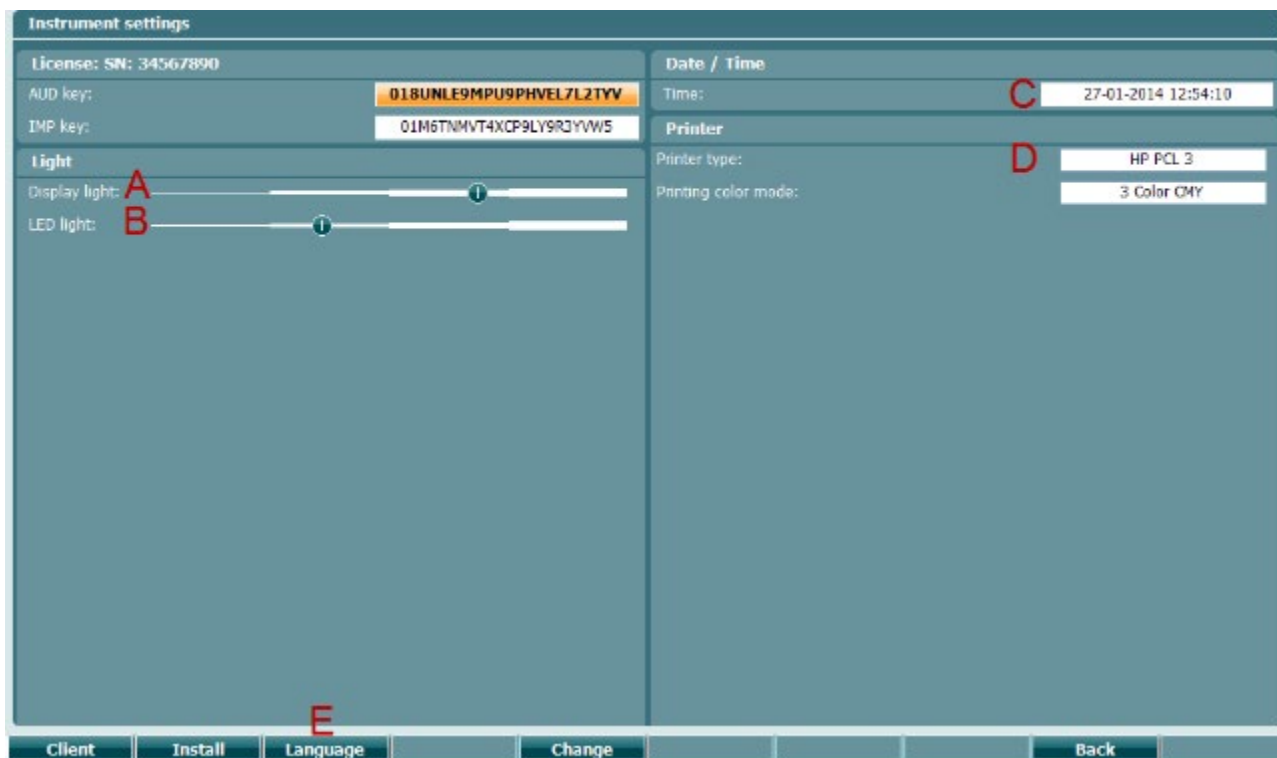 Instrument settings
License: SN: 34567890
AUD key: 018UNLE9MPU9PHVEL7L2TYV
IMP key: 01M6TNMVT4XCP9LY9R3YVW5
Light
Display light: A
LED light: B
Date / Time
Time: C 27-01-2014 12:54:10
Printer
Printer type: D HP PCL 3
Printing color mode: 3 Color CMY
E
Client Install Language Change Back